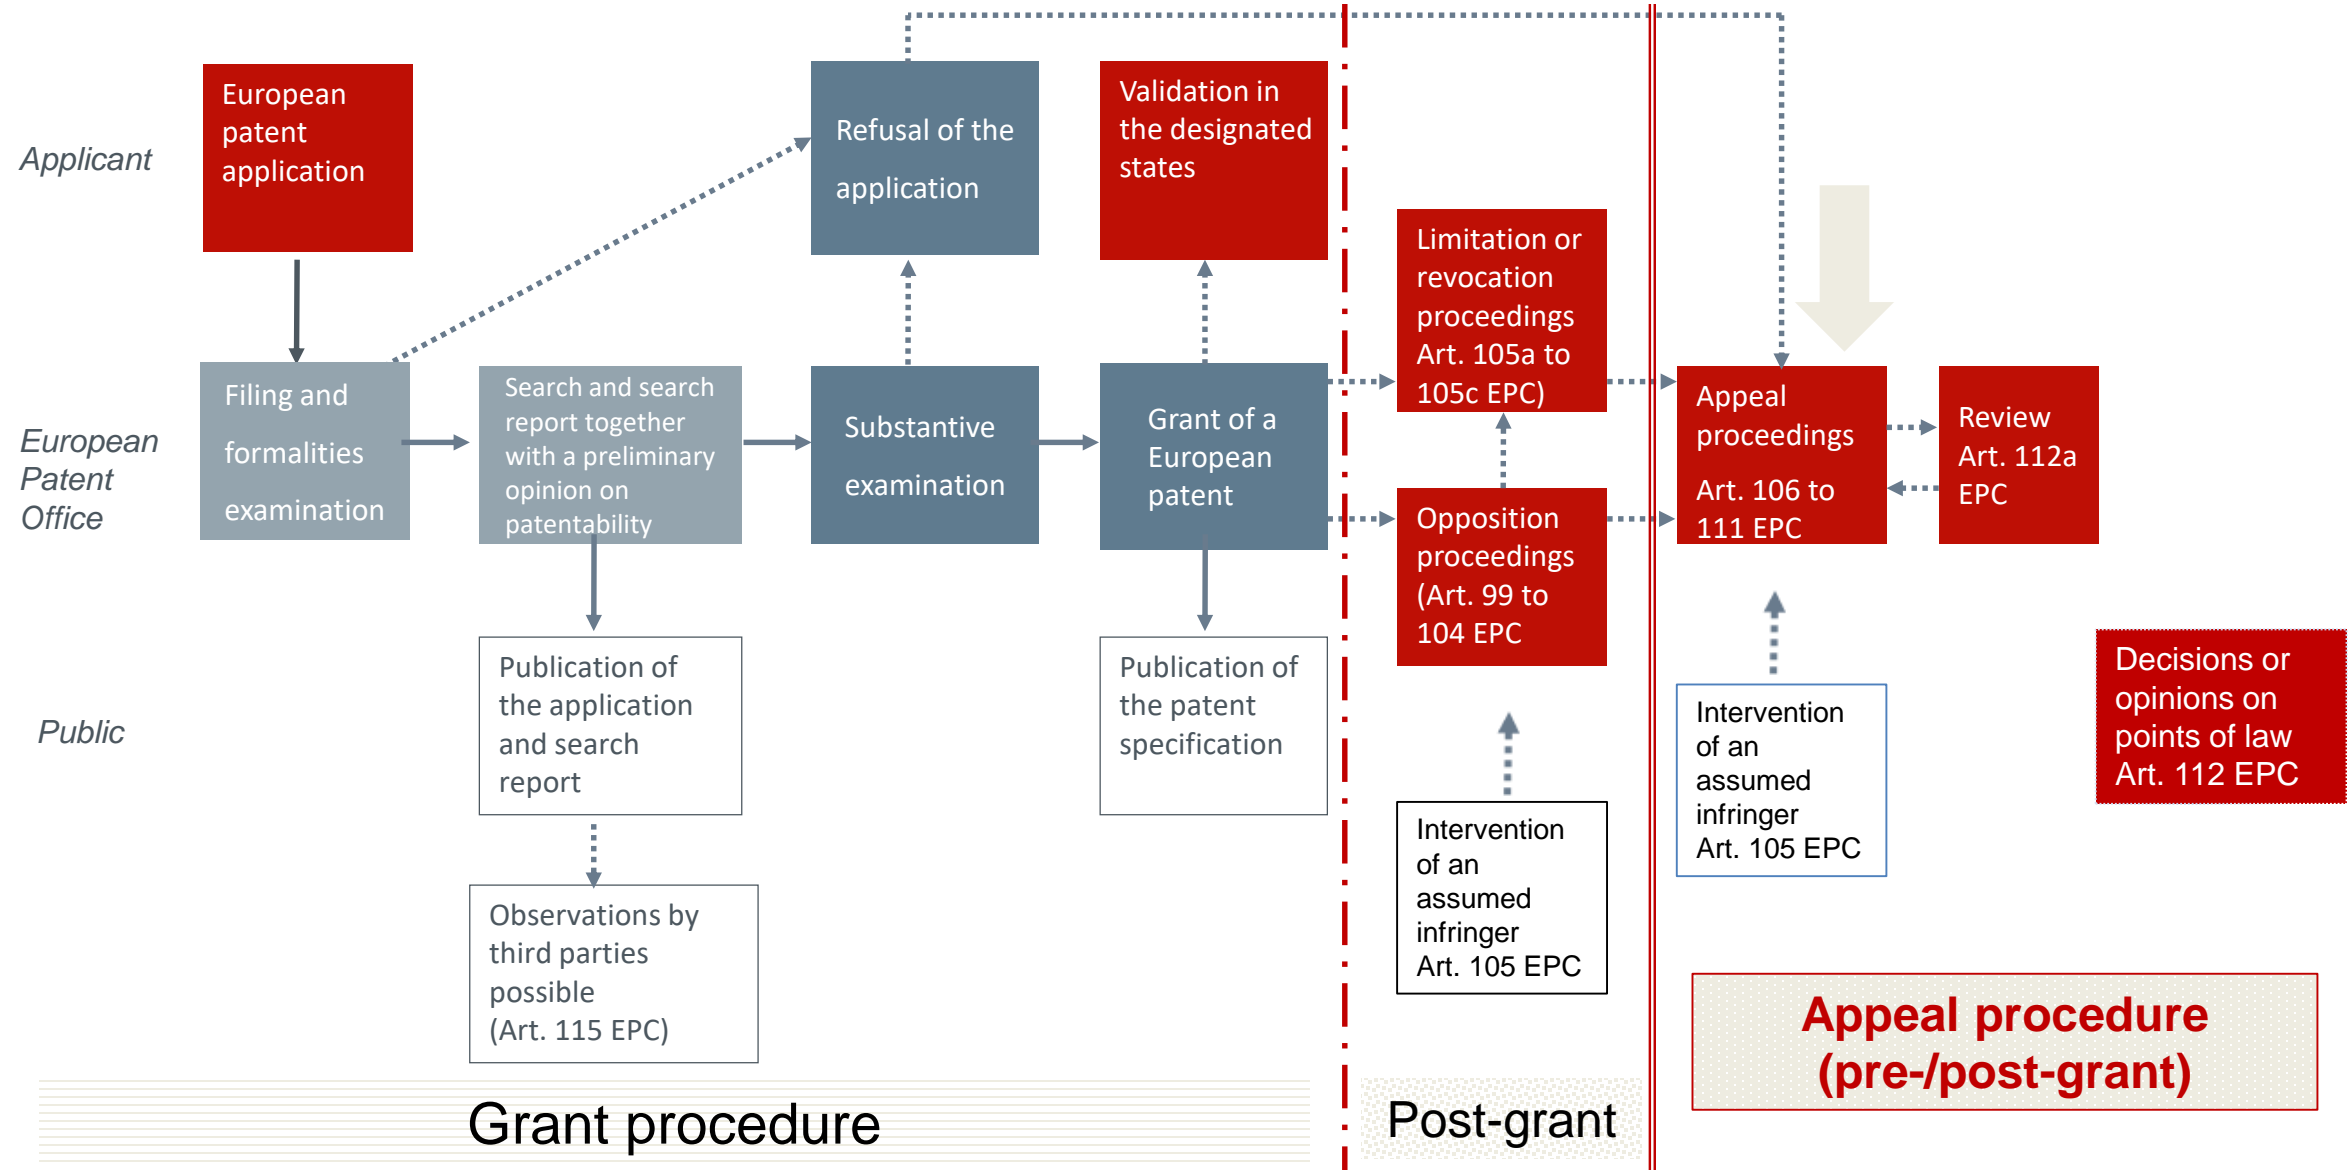 Applicant
European
patent
application
Refusal of the
application
Validation in
the designated
states
Limitation or
revocation
proceedings
Art. 105a to
105c EPC)
European
Patent
Office
Filing and
formalities
examination
Search and search
report together
with a preliminary
opinion on
patentability
Substantive
examination
Grant of a
European
patent
Opposition
proceedings
(Art. 99 to
104 EPC
Appeal
proceedings
Art. 106 to
111 EPC
Review
Art. 112a
EPC
Public
Publication of
the application
and search
report
Publication of
the patent
specification
Intervention
of an
assumed
infringer
Art. 105 EPC
Intervention
of an
assumed
infringer
Art. 105 EPC
Decisions or
opinions on
points of law
Art. 112 EPC
Observations by
third parties
possible
(Art. 115 EPC)
Grant procedure
Post-grant
Appeal procedure
(pre-/post-grant)